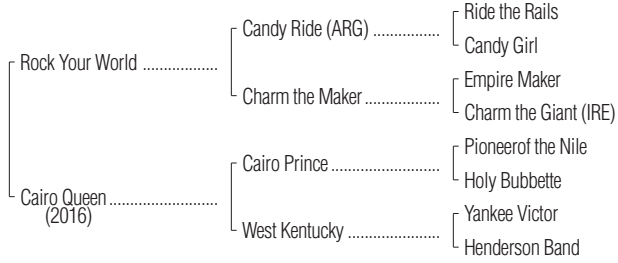 Ride the Rails
Candy Ride (ARG) ................
Candy Girl
Rock Your World ..................
Empire Maker
Charm the Maker ..................
Charm the Giant (IRE)
Pioneerof the Nile
Cairo Prince ..........................
Holy Bubbette
Cairo Queen ..........................
(2016)
Yankee Victor
West Kentucky ......................
Henderson Band